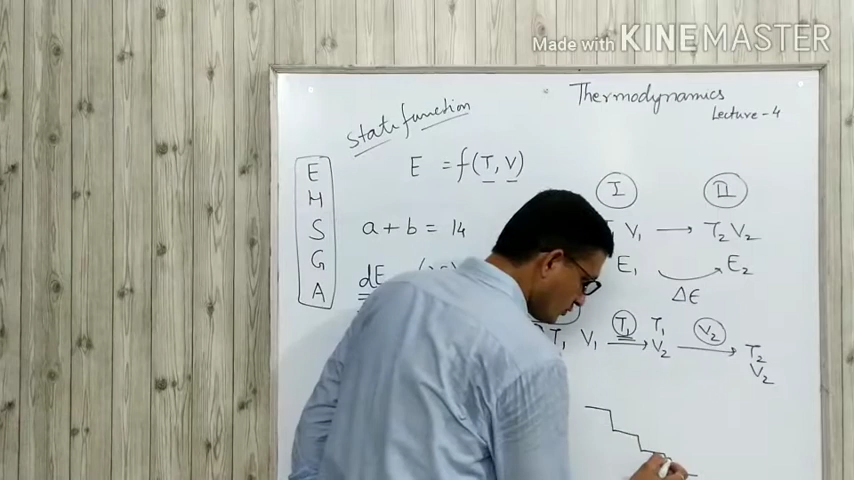 Made with KINEMASTER
Thermodynamics
Lecture - 4
State function
E = f(T, V)
E
H
S
G
A
a + b = 14
dE
I
II
V₁ → T₂ V₂
E₁ E₂
ΔE
T₁ V₁ T₁ T₁ V₂ V₂ T₂ V₂